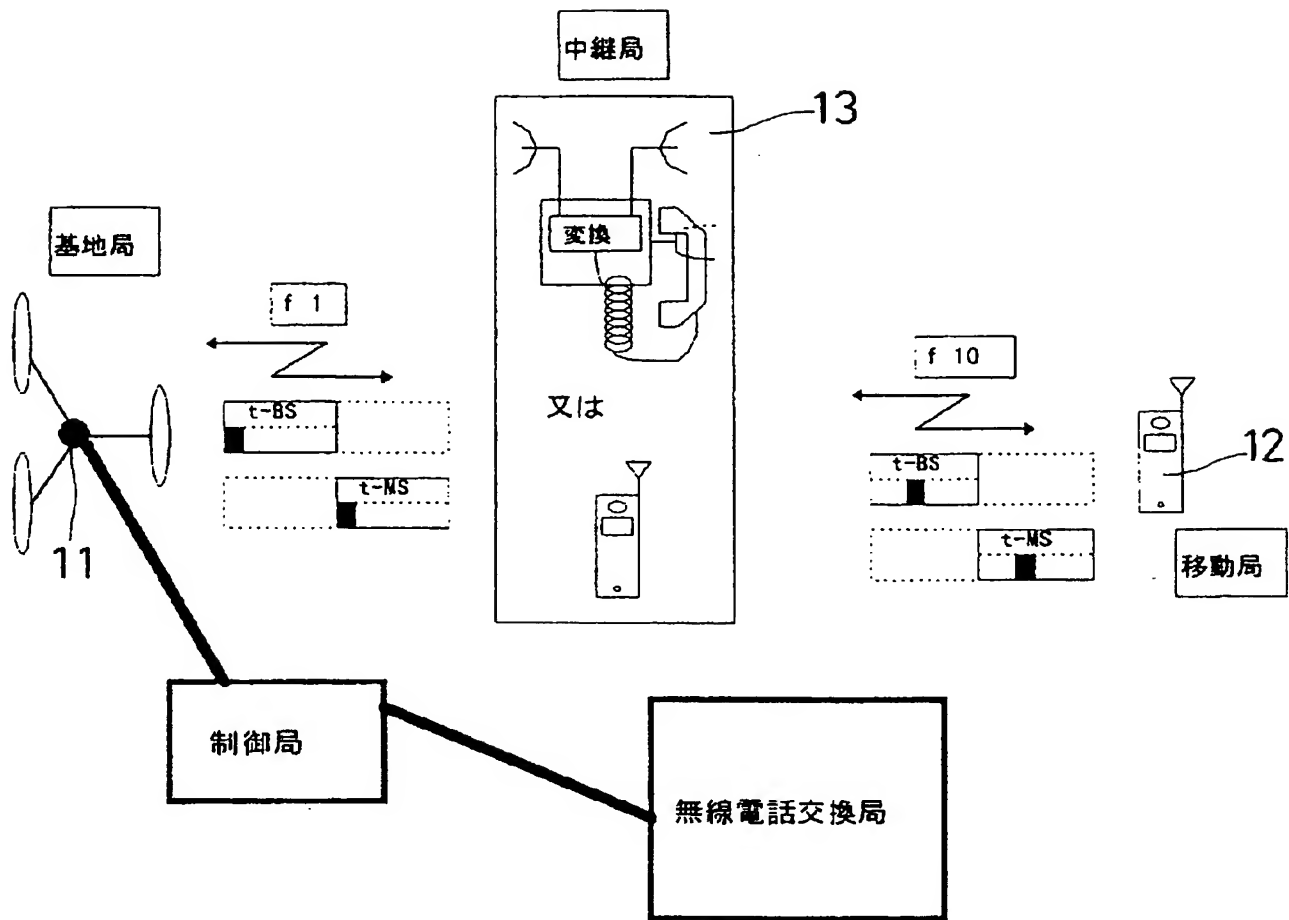 中継局
13
基地局
変換
f 1
f 10
又は
t-BS
t-MS
t-BS
t-MS
12
移動局
11
制御局
無線電話交換局